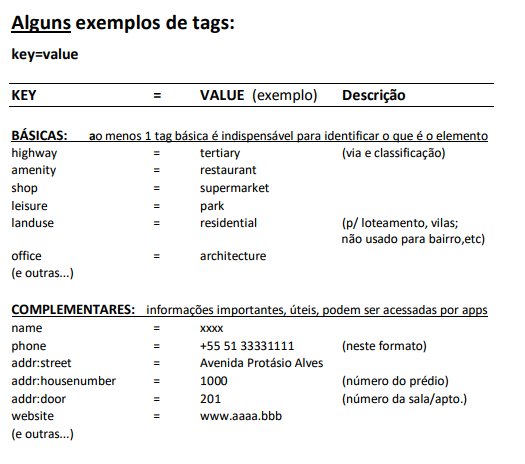 Alguns exemplos de tags:
key=value
KEY = VALUE (exemplo) Descrição
BÁSICAS: ao menos 1 tag básica é indispensável para identificar o que é o elemento
highway = tertiary (via e classificação)
amenity = restaurant
shop = supermarket
leisure = park
landuse = residential (p/ loteamento, vilas;
não usado para bairro,etc)
office = architecture
(e outras...)
COMPLEMENTARES: informações importantes, úteis, podem ser acessadas por apps
name = xxxx
phone = +55 51 33331111 (neste formato)
addr:street = Avenida Protásio Alves
addr:housenumber = 1000 (número do prédio)
addr:door = 201 (número da sala/apto.)
website = www.aaaa.bbb
(e outras...)